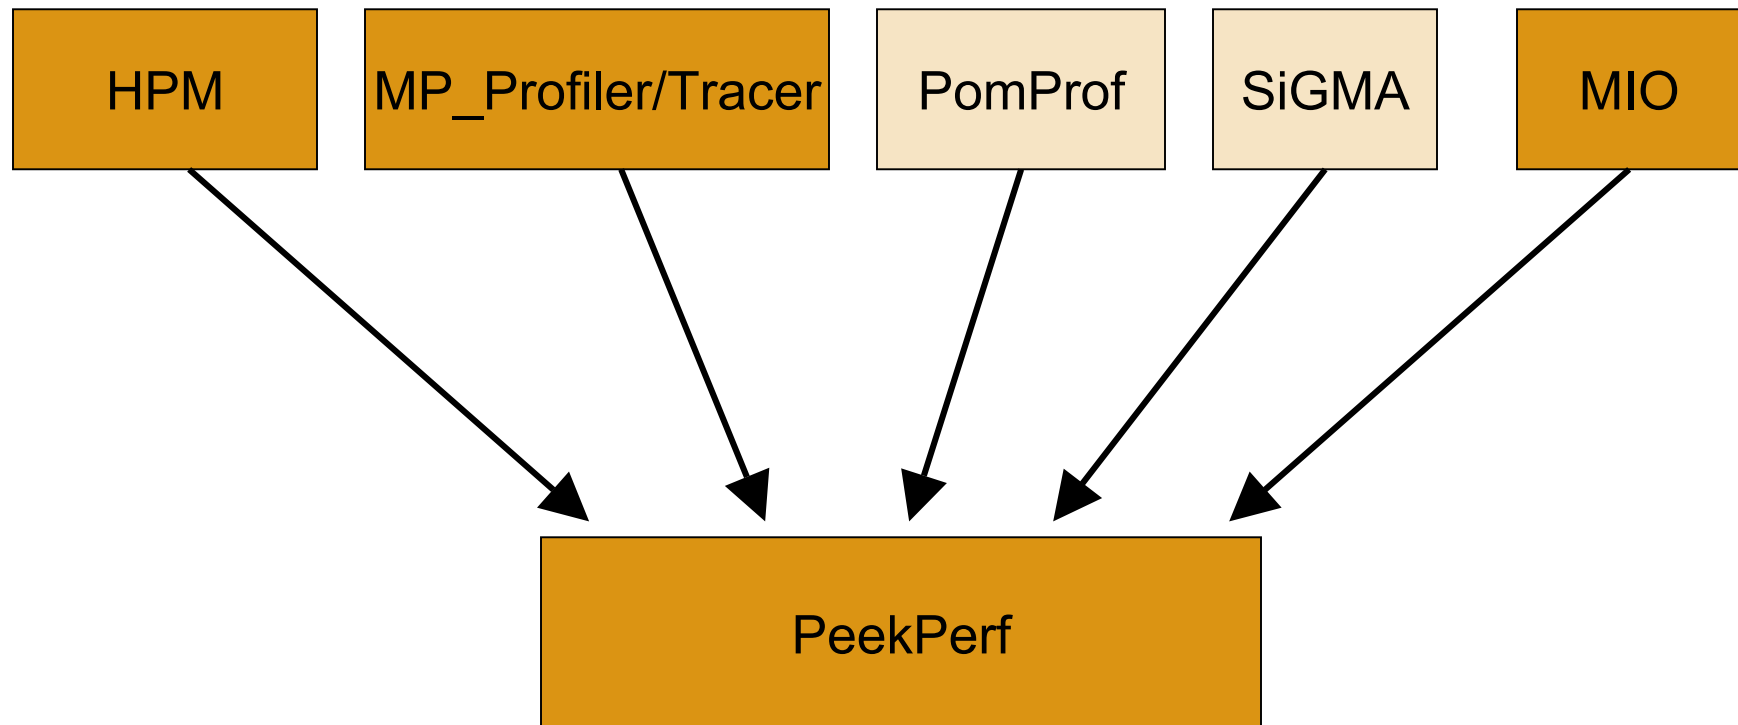 HPM
MP_Profiler/Tracer
PomProf
SiGMA
MIO
PeekPerf